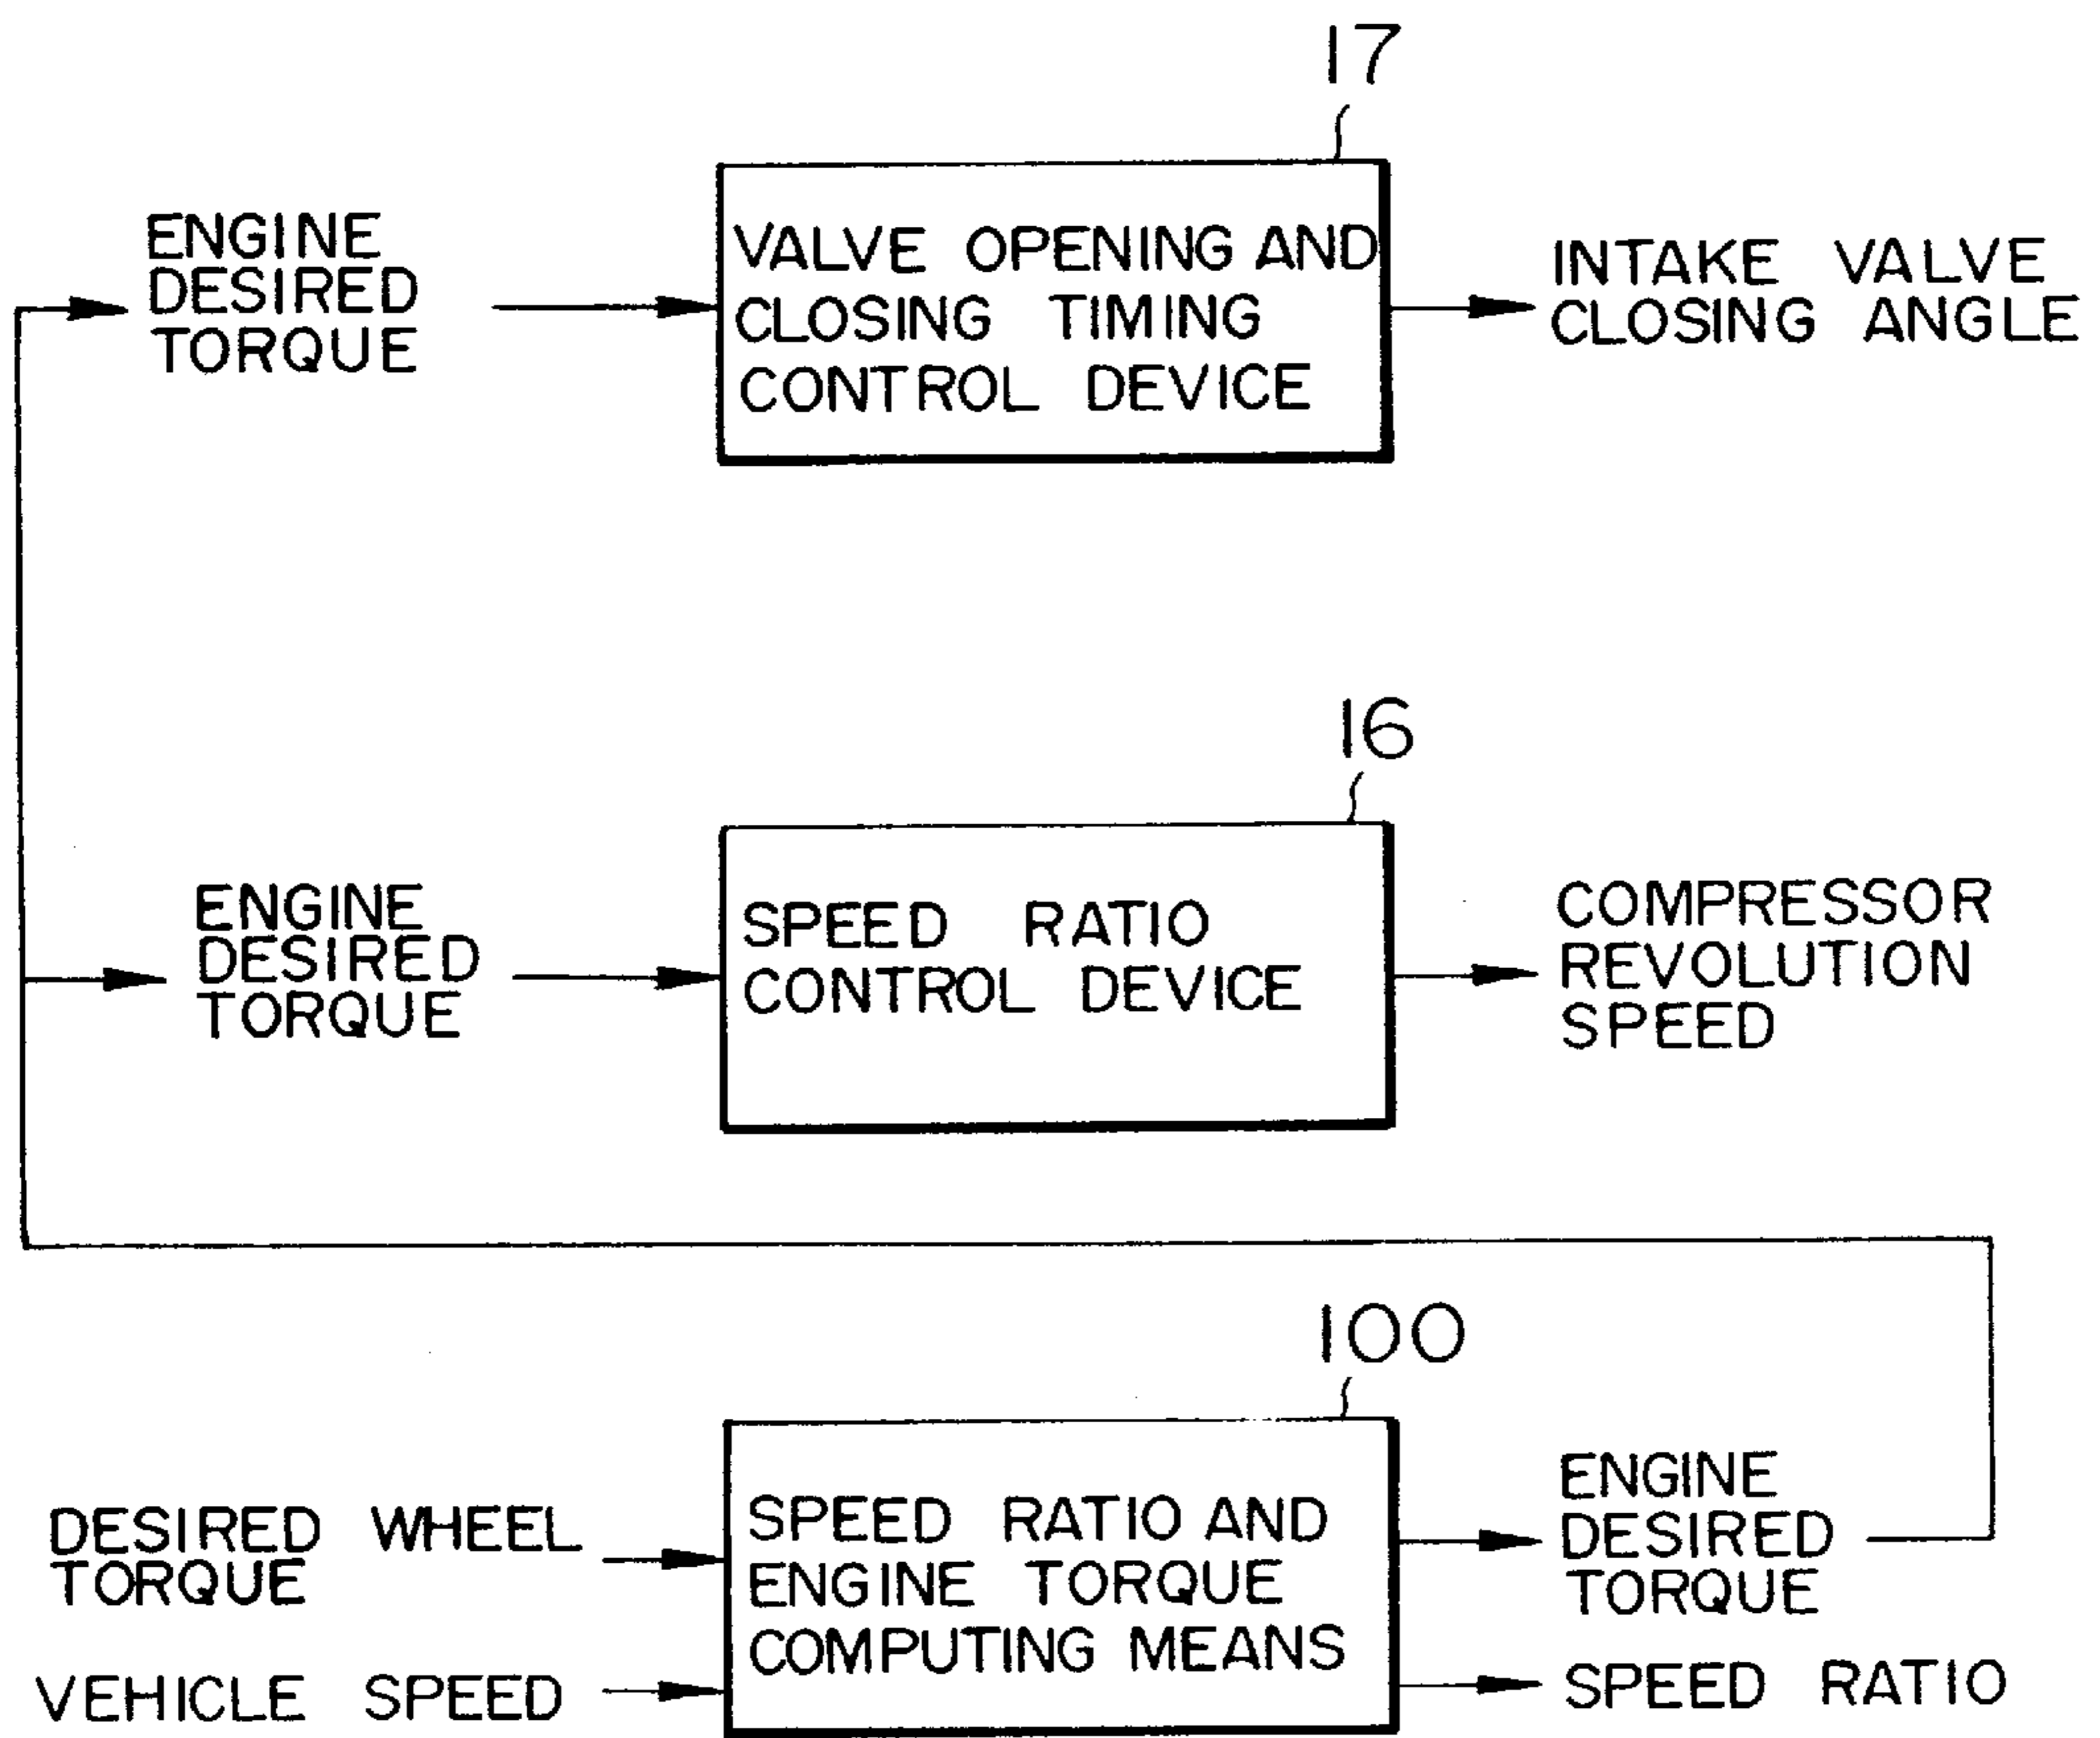 17
ENGINE
DESIRED
TORQUE
VALVE OPENING AND
CLOSING TIMING
CONTROL DEVICE
INTAKE VALVE
CLOSING ANGLE
16
ENGINE
DESIRED
TORQUE
SPEED RATIO
CONTROL DEVICE
COMPRESSOR
REVOLUTION
SPEED
100
DESIRED WHEEL
TORQUE
VEHICLE SPEED
SPEED RATIO AND
ENGINE TORQUE
COMPUTING MEANS
ENGINE
DESIRED
TORQUE
SPEED RATIO